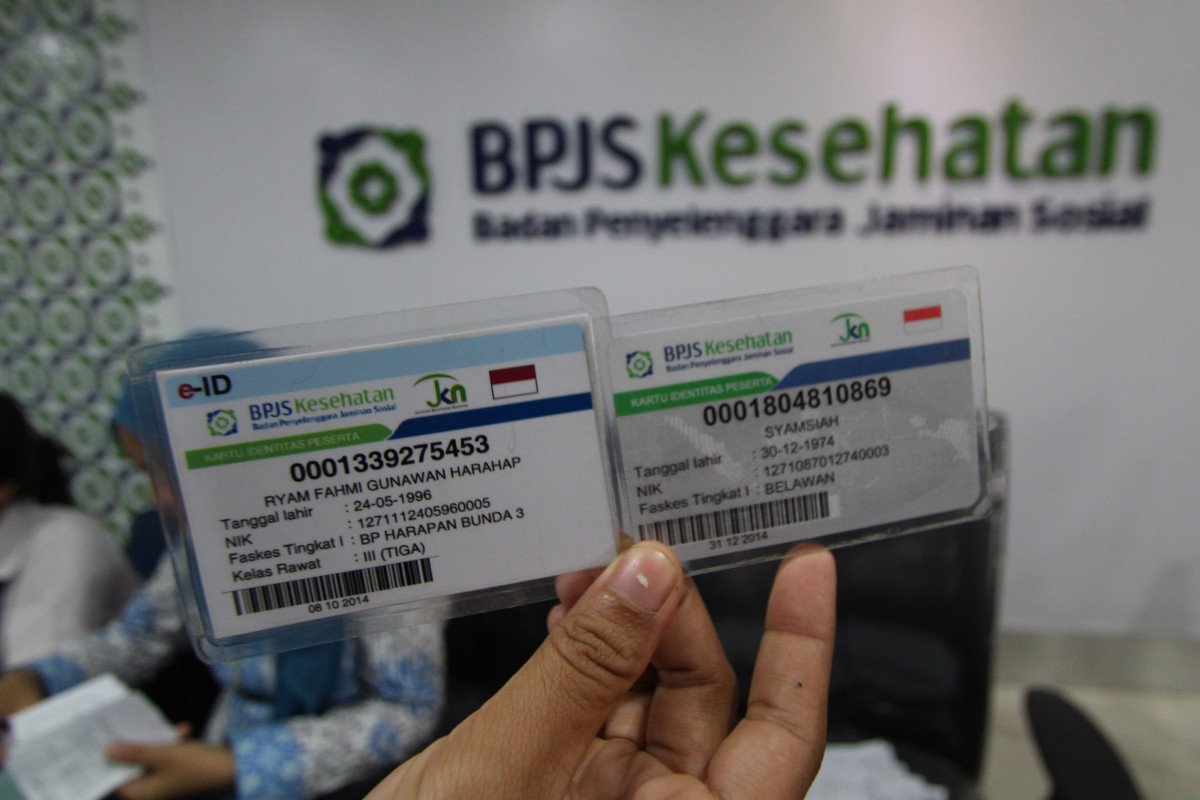 BPJS Kesehatan
Badan Penyelenggara Jaminan Sosial
e-ID
BPJS Kesehatan
Badan Penyelenggara Jaminan Sosial
jkn
KARTU IDENTITAS PESERTA
0001339275453
RYAM FAHMI GUNAWAN HARAHAP
Tanggal lahir : 24-05-1996
NIK : 1271112405960005
Faskes Tingkat I : BP HARAPAN BUNDA 3
Kelas Rawat : III (TIGA)
08 10 2014
BPJS Kesehatan
Badan Penyelenggara Jaminan Sosial
jkn
KARTU IDENTITAS PESERTA
0001804810869
SYAMSIAH
Tanggal lahir : 30-12-1974
NIK : 1271087012740003
Faskes Tingkat I : BELAWAN
31 12 2014